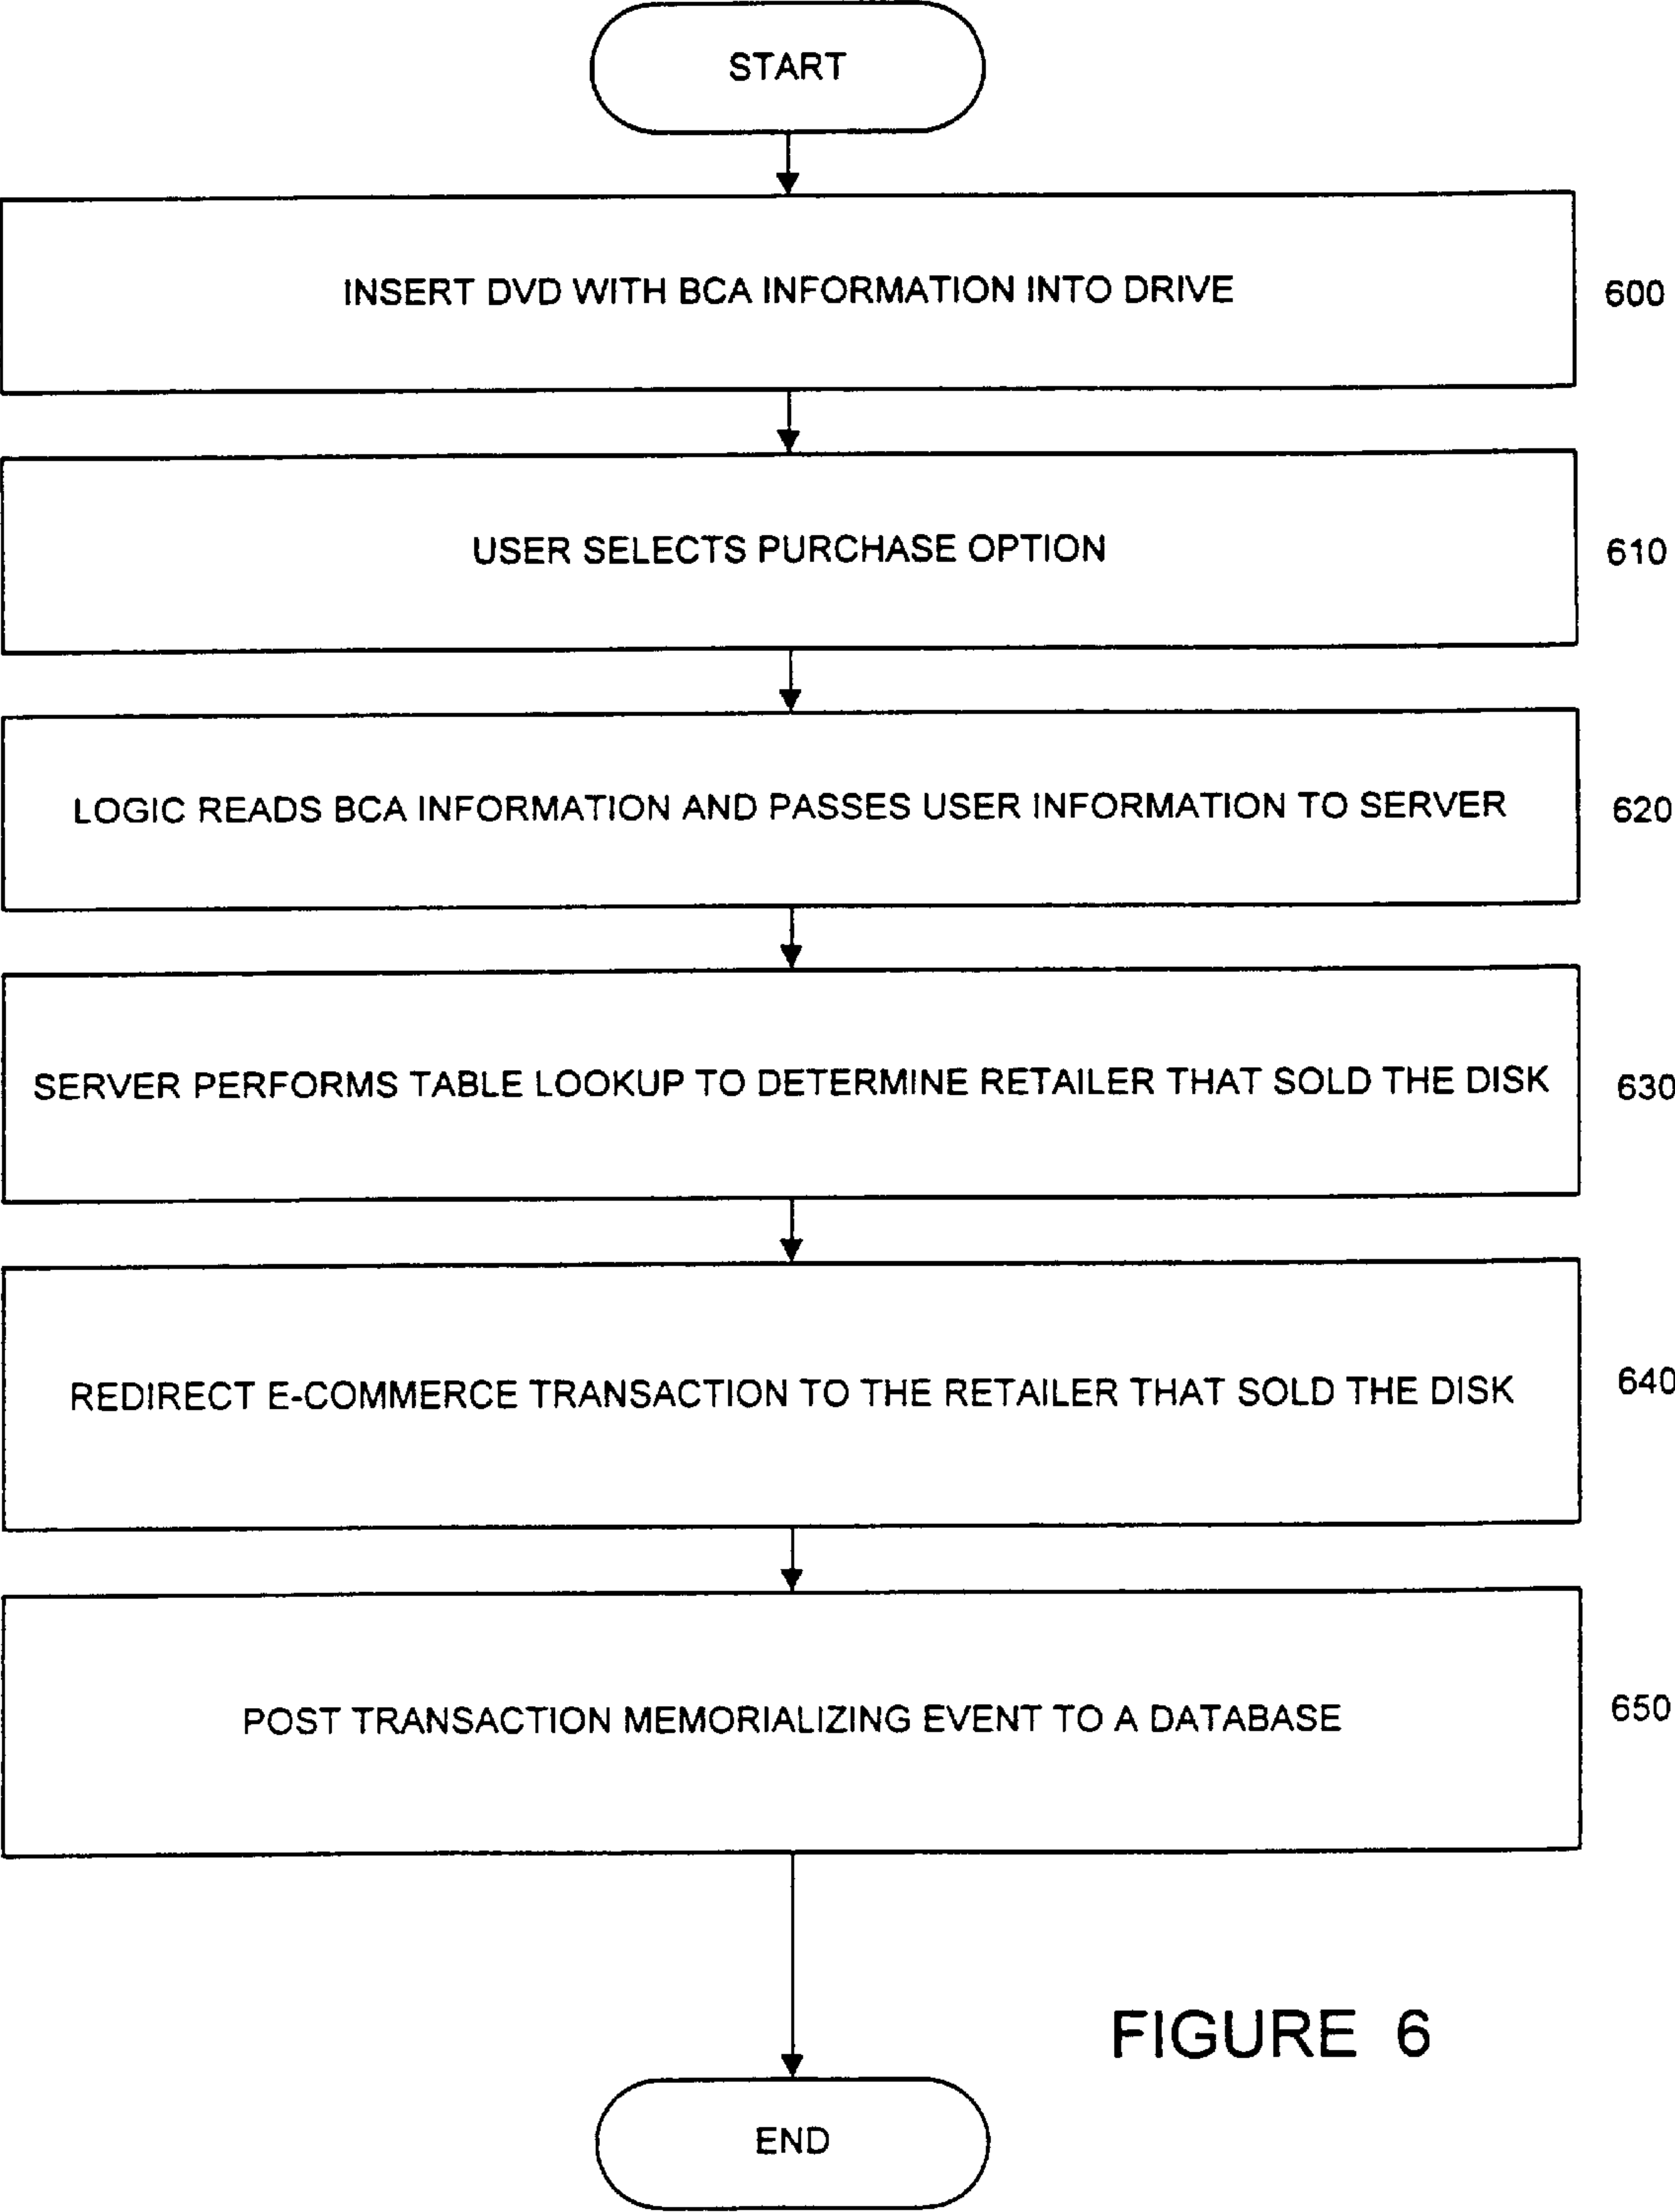 START
INSERT DVD WITH BCA INFORMATION INTO DRIVE
600
USER SELECTS PURCHASE OPTION
610
LOGIC READS BCA INFORMATION AND PASSES USER INFORMATION TO SERVER
620
SERVER PERFORMS TABLE LOOKUP TO DETERMINE RETAILER THAT SOLD THE DISK
630
REDIRECT E-COMMERCE TRANSACTION TO THE RETAILER THAT SOLD THE DISK
640
POST TRANSACTION MEMORIALIZING EVENT TO A DATABASE
650
FIGURE 6
END